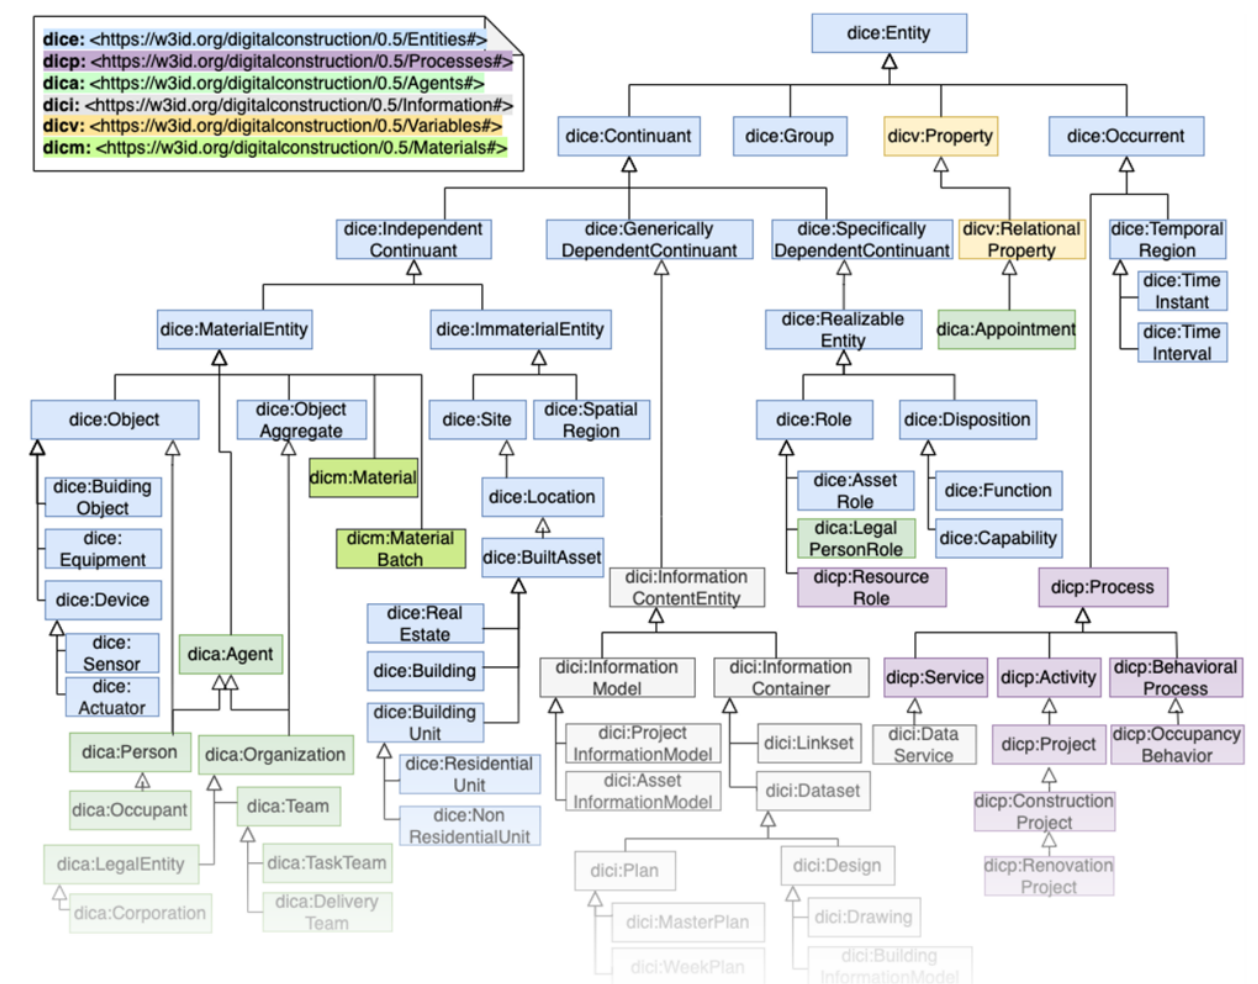 dice: <https://w3id.org/digitalconstruction/0.5/Entities#>
dicp: <https://w3id.org/digitalconstruction/0.5/Processes#>
dica: <https://w3id.org/digitalconstruction/0.5/Agents#>
dici: <https://w3id.org/digitalconstruction/0.5/Information#>
dicv: <https://w3id.org/digitalconstruction/0.5/Variables#>
dicm: <https://w3id.org/digitalconstruction/0.5/Materials#>
dice:Entity
dice:Continuant
dice:Group
dicv:Property
dice:Occurrent
dice:Independent
Continuant
dice:Generically
DependentContinuant
dice:Specifically
DependentContinuant
dicv:Relational
Property
dice:Temporal
Region
dice:Time
Instant
dice:Time
Interval
dice:MaterialEntity
dice:ImmaterialEntity
dice:Realizable
Entity
dica:Appointment
dice:Object
dice:Object
Aggregate
dice:Site
dice:Spatial
Region
dice:Role
dice:Disposition
dice:Buiding
Object
dice:
Equipment
dice:Device
dice:
Sensor
dice:
Actuator
dicm:Material
dicm:Material
Batch
dice:Location
dice:BuiltAsset
dice:Asset
Role
dica:Legal
PersonRole
dicp:Resource
Role
dice:Function
dice:Capability
dici:Information
ContentEntity
dicp:Process
dice:Real
Estate
dice:Building
dice:Building
Unit
dice:Residential
Unit
dice:Non
ResidentialUnit
dica:Agent
dica:Person
dica:Organization
dica:Occupant
dica:Team
dica:LegalEntity
dica:TaskTeam
dica:Corporation
dica:Delivery
Team
dici:Information
Model
dici:Information
Container
dicp:Service
dicp:Activity
dicp:Behavioral
Process
dici:Project
InformationModel
dici:Asset
InformationModel
dici:Linkset
dici:Dataset
dici:Data
Service
dicp:Project
dicp:Occupancy
Behavior
dicp:Construction
Project
dicp:Renovation
Project
dici:Plan
dici:Design
dici:MasterPlan
dici:WeekPlan
dici:Drawing
dici:Building
InformationModel